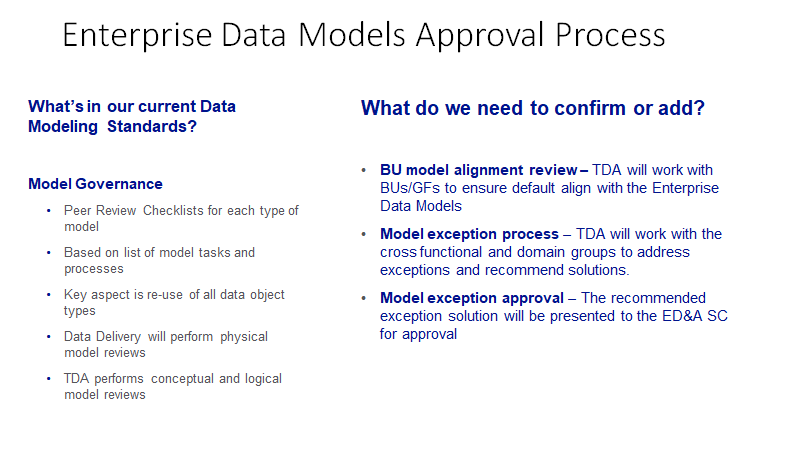 Enterprise Data Models Approval Process
What's in our current Data
Modeling Standards?
Model Governance
• Peer Review Checklists for each type of
model
• Based on list of model tasks and
processes
• Key aspect is re-use of all data object
types
• Data Delivery will perform physical
model reviews
• TDA performs conceptual and logical
model reviews
What do we need to confirm or add?
• BU model alignment review – TDA will work with
BUs/GFs to ensure default align with the Enterprise
Data Models
• Model exception process – TDA will work with the
cross functional and domain groups to address
exceptions and recommend solutions.
• Model exception approval – The recommended
exception solution will be presented to the ED&A SC
for approval